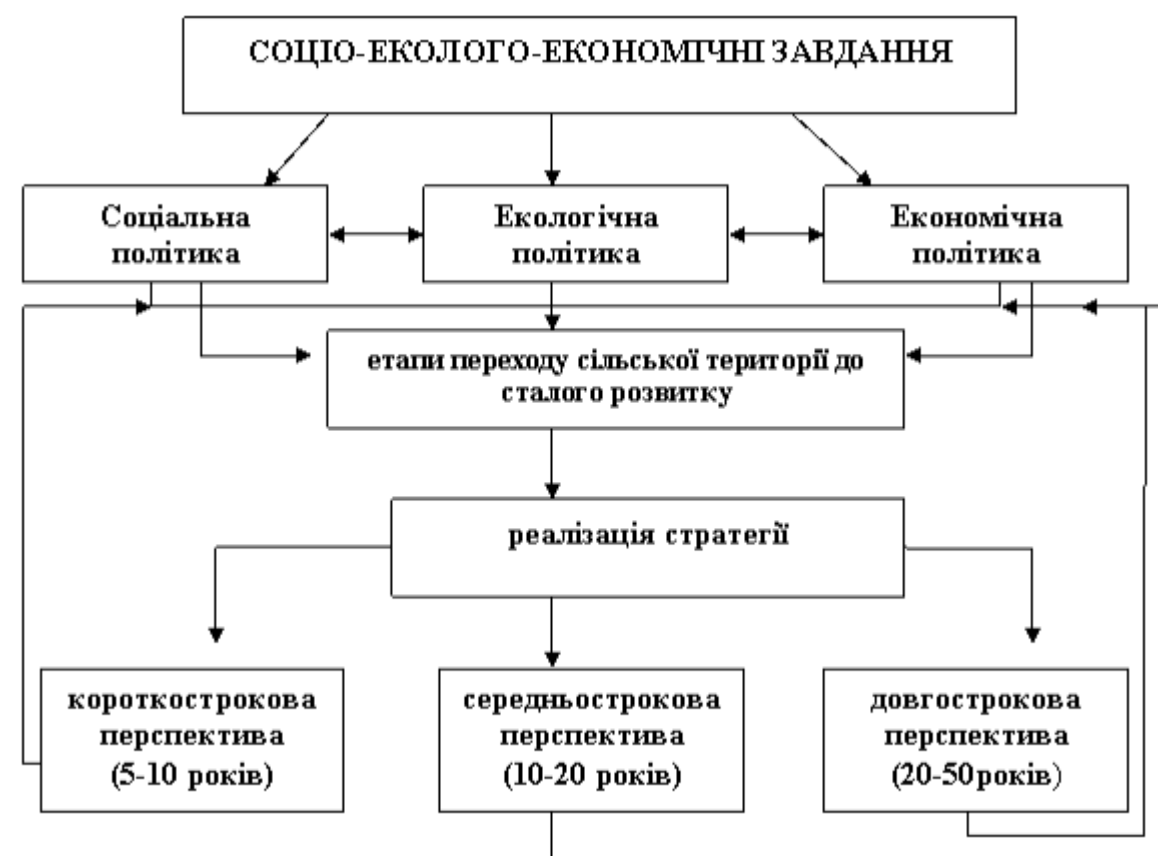 СОЦІО-ЕКОЛОГО-ЕКОНОМІЧНІ ЗАВДАННЯ
Соціальна
політика
Екологічна
політика
Економічна
політика
етапи переходу сільської території до
сталого розвитку
реалізація стратегії
короткострокова
перспектива
(5-10 років)
середньострокова
перспектива
(10-20 років)
довгострокова
перспектива
(20-50років)